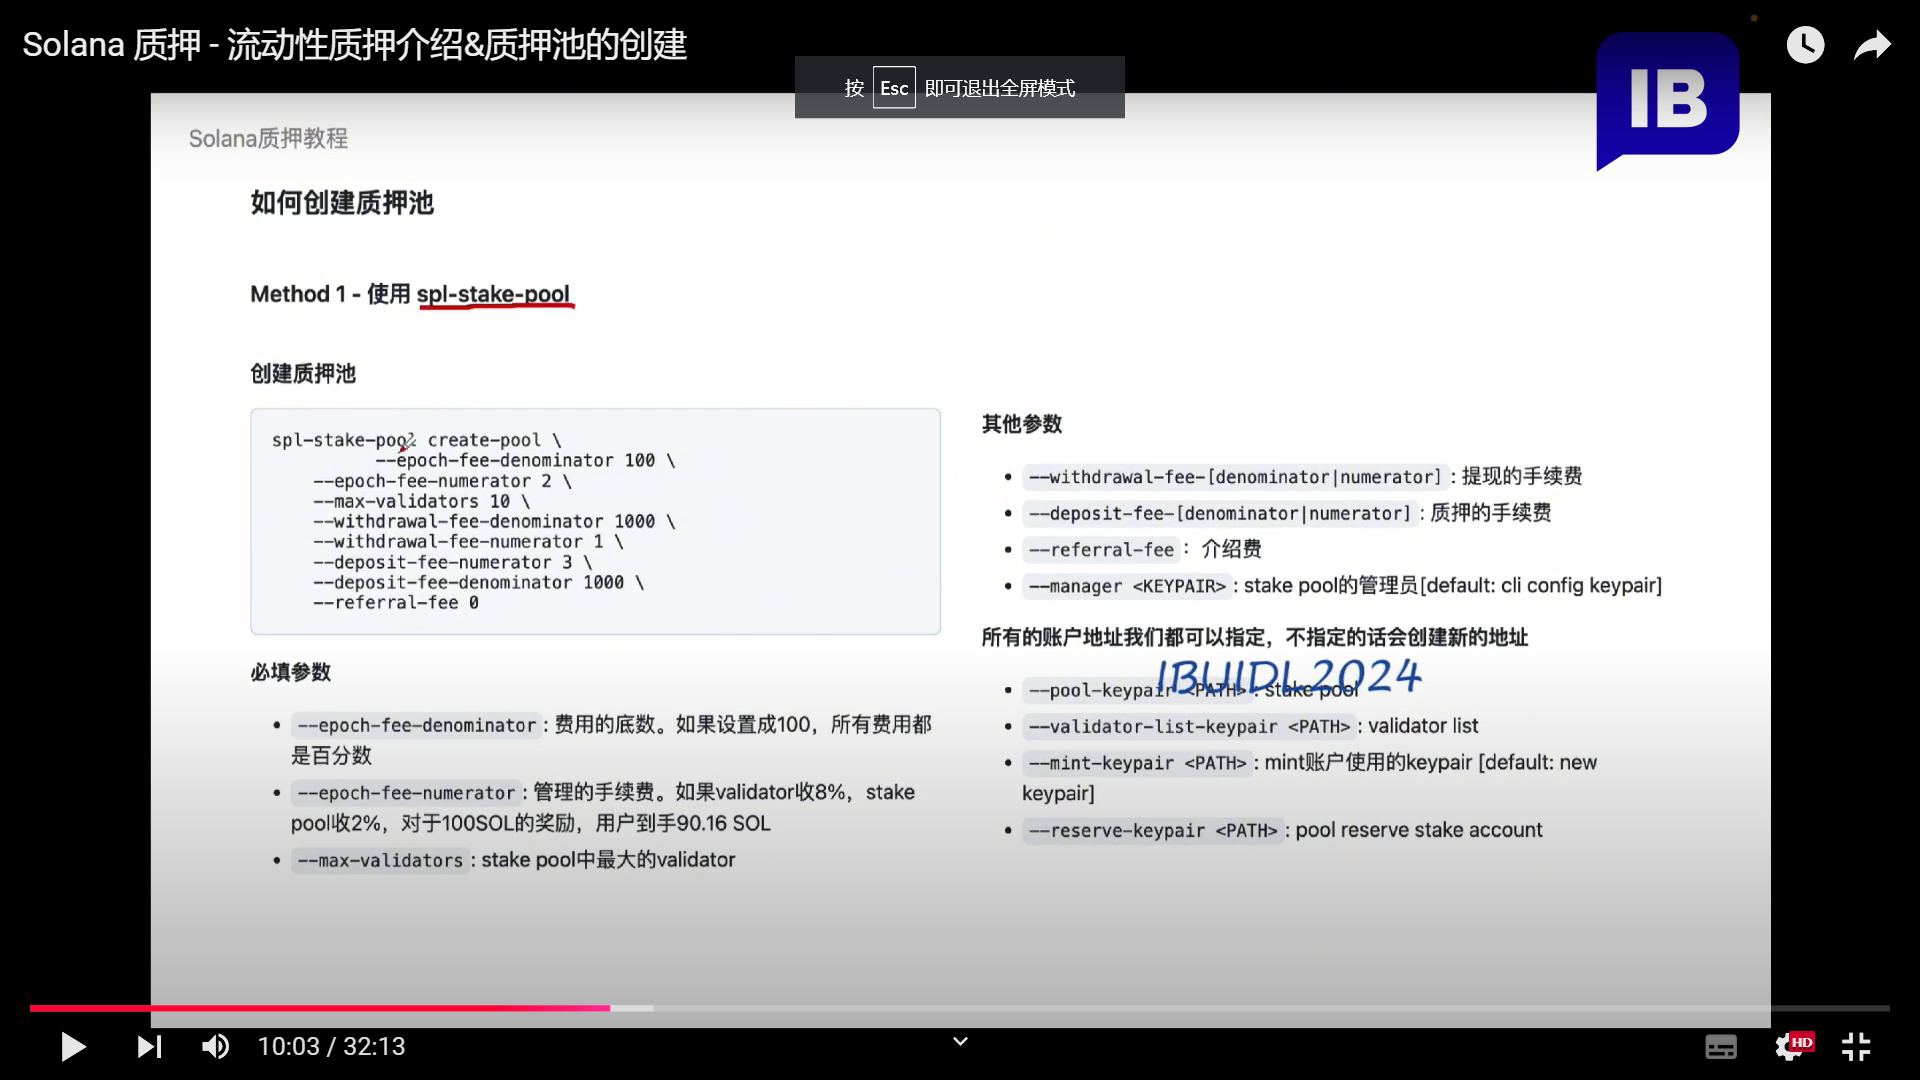 Solana 质押 - 流动性质押介绍&质押池的创建
按 Esc 即可退出全屏模式
IB
Solana质押教程
如何创建质押池
Method 1 - 使用 spl-stake-pool
创建质押池
spl-stake-pool create-pool \
--epoch-fee-denominator 100 \
--epoch-fee-numerator 2 \
--max-validators 10 \
--withdrawal-fee-denominator 1000 \
--withdrawal-fee-numerator 1 \
--deposit-fee-numerator 3 \
--deposit-fee-denominator 1000 \
--referral-fee 0
必填参数
--epoch-fee-denominator : 费用的底数。如果设置成100，所有费用都
是百分数
--epoch-fee-numerator : 管理的手续费。如果validator收8%，stake
pool收2%，对于100SOL的奖励，用户到手90.16 SOL
--max-validators : stake pool中最大的validator
其他参数
--withdrawal-fee-[denominator|numerator] : 提现的手续费
--deposit-fee-[denominator|numerator] : 质押的手续费
--referral-fee : 介绍费
--manager <KEYPAIR> : stake pool的管理员[default: cli config keypair]
所有的账户地址我们都可以指定，不指定的话会创建新的地址
IBUIDL2024
--pool-keypair <PATH> : stake pool
--validator-list-keypair <PATH> : validator list
--mint-keypair <PATH> : mint账户使用的keypair [default: new
keypair]
--reserve-keypair <PATH> : pool reserve stake account
10:03 / 32:13
HD